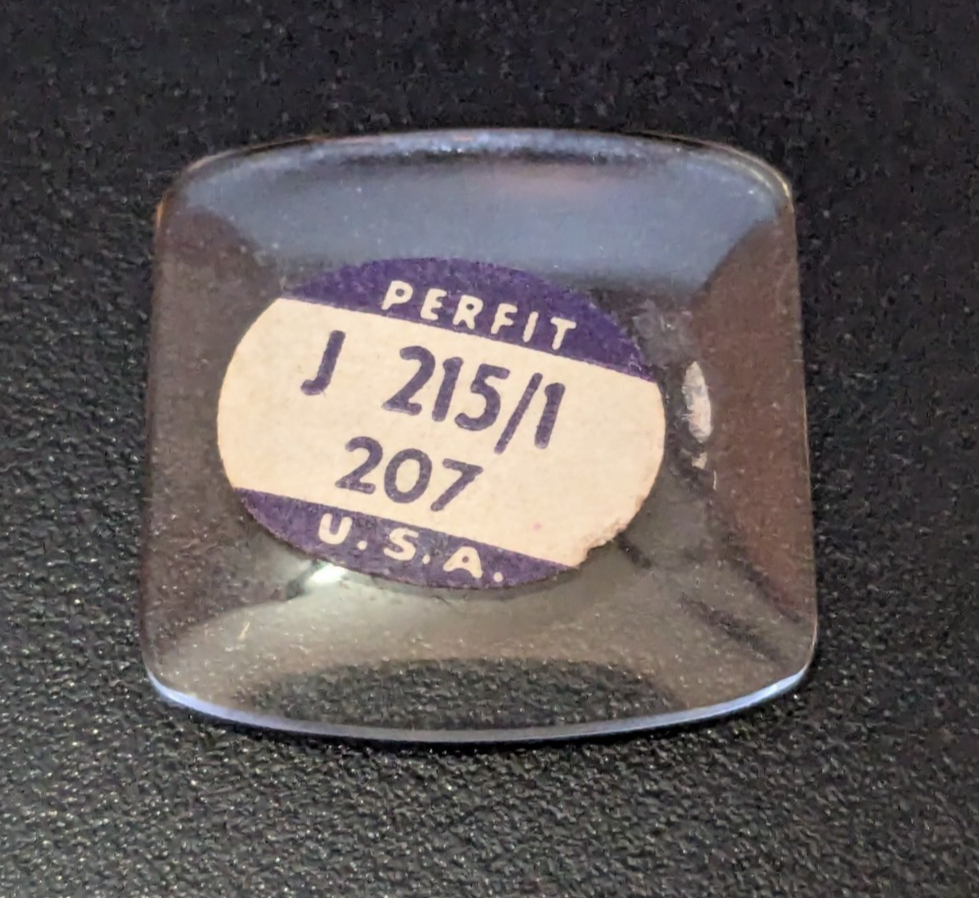 PERFIT
J 215/1
207
U.S.A.